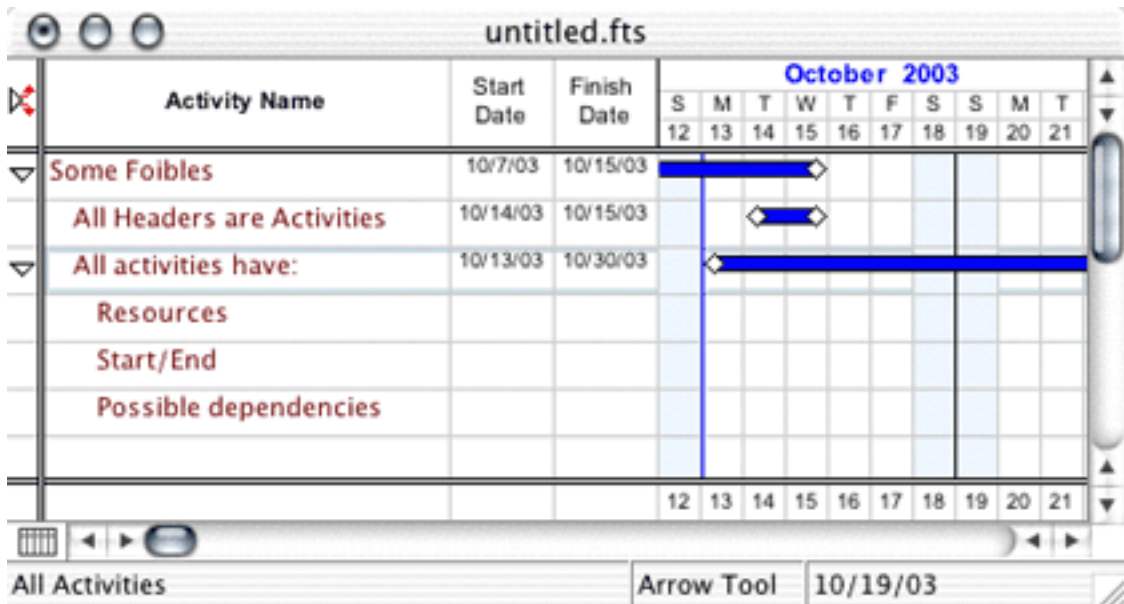 untitled.fts
Activity Name Start Date Finish Date October 2003
S M T W T F S S M T
12 13 14 15 16 17 18 19 20 21
Some Foibles 10/7/03 10/15/03
All Headers are Activities 10/14/03 10/15/03
All activities have: 10/13/03 10/30/03
Resources
Start/End
Possible dependencies
12 13 14 15 16 17 18 19 20 21
All Activities Arrow Tool 10/19/03